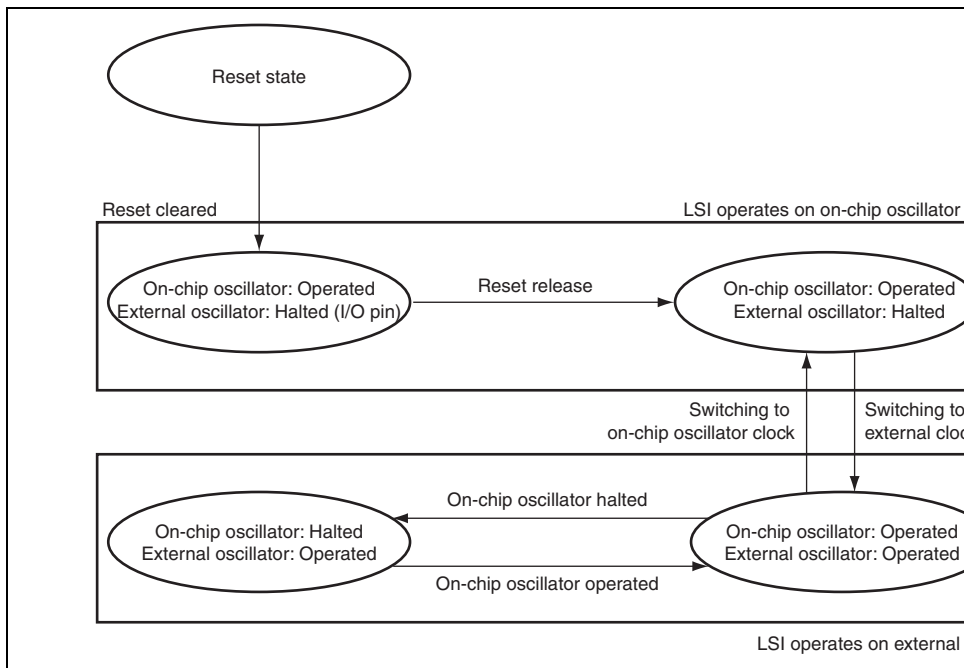 Reset state
Reset cleared
LSI operates on on-chip oscillator
On-chip oscillator: Operated
External oscillator: Halted (I/O pin)
Reset release
On-chip oscillator: Operated
External oscillator: Halted
Switching to
on-chip oscillator clock
Switching to
external
On-chip oscillator halted
On-chip oscillator: Halted
External oscillator: Operated
On-chip oscillator: Operated
External oscillator: Operated
On-chip oscillator operated
LSI operates on external